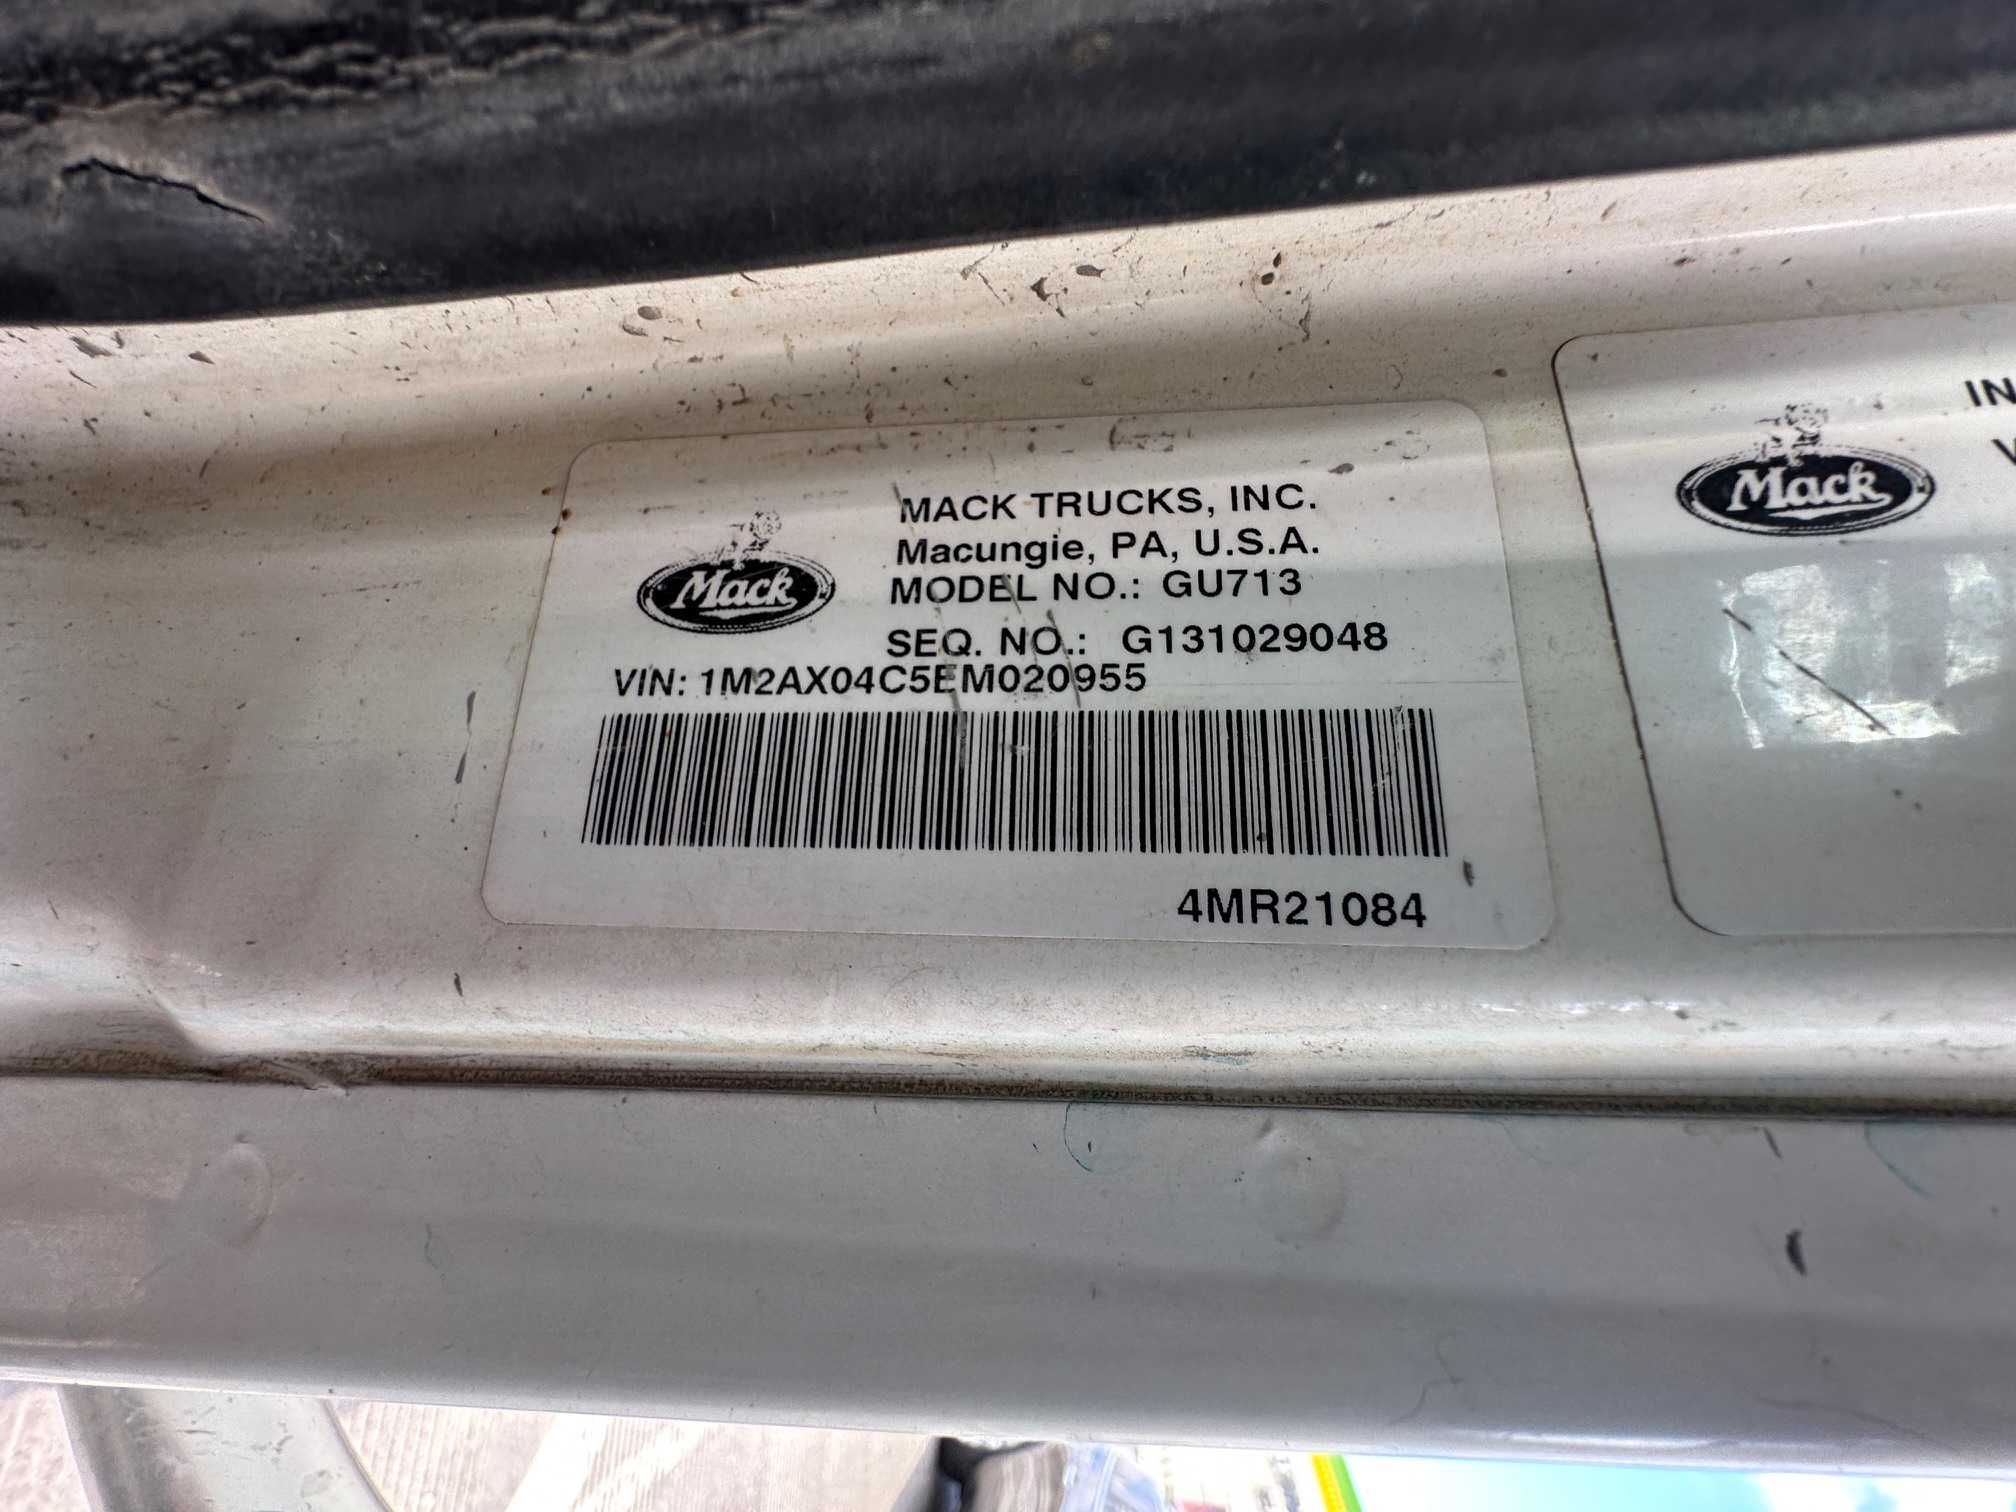 MACK TRUCKS, INC.
Macungie, PA, U.S.A.
MODEL NO.: GU713
SEQ. NO.: G131029048
VIN: 1M2AX04C5EM020955
Mack
4MR21084
IN
Mack